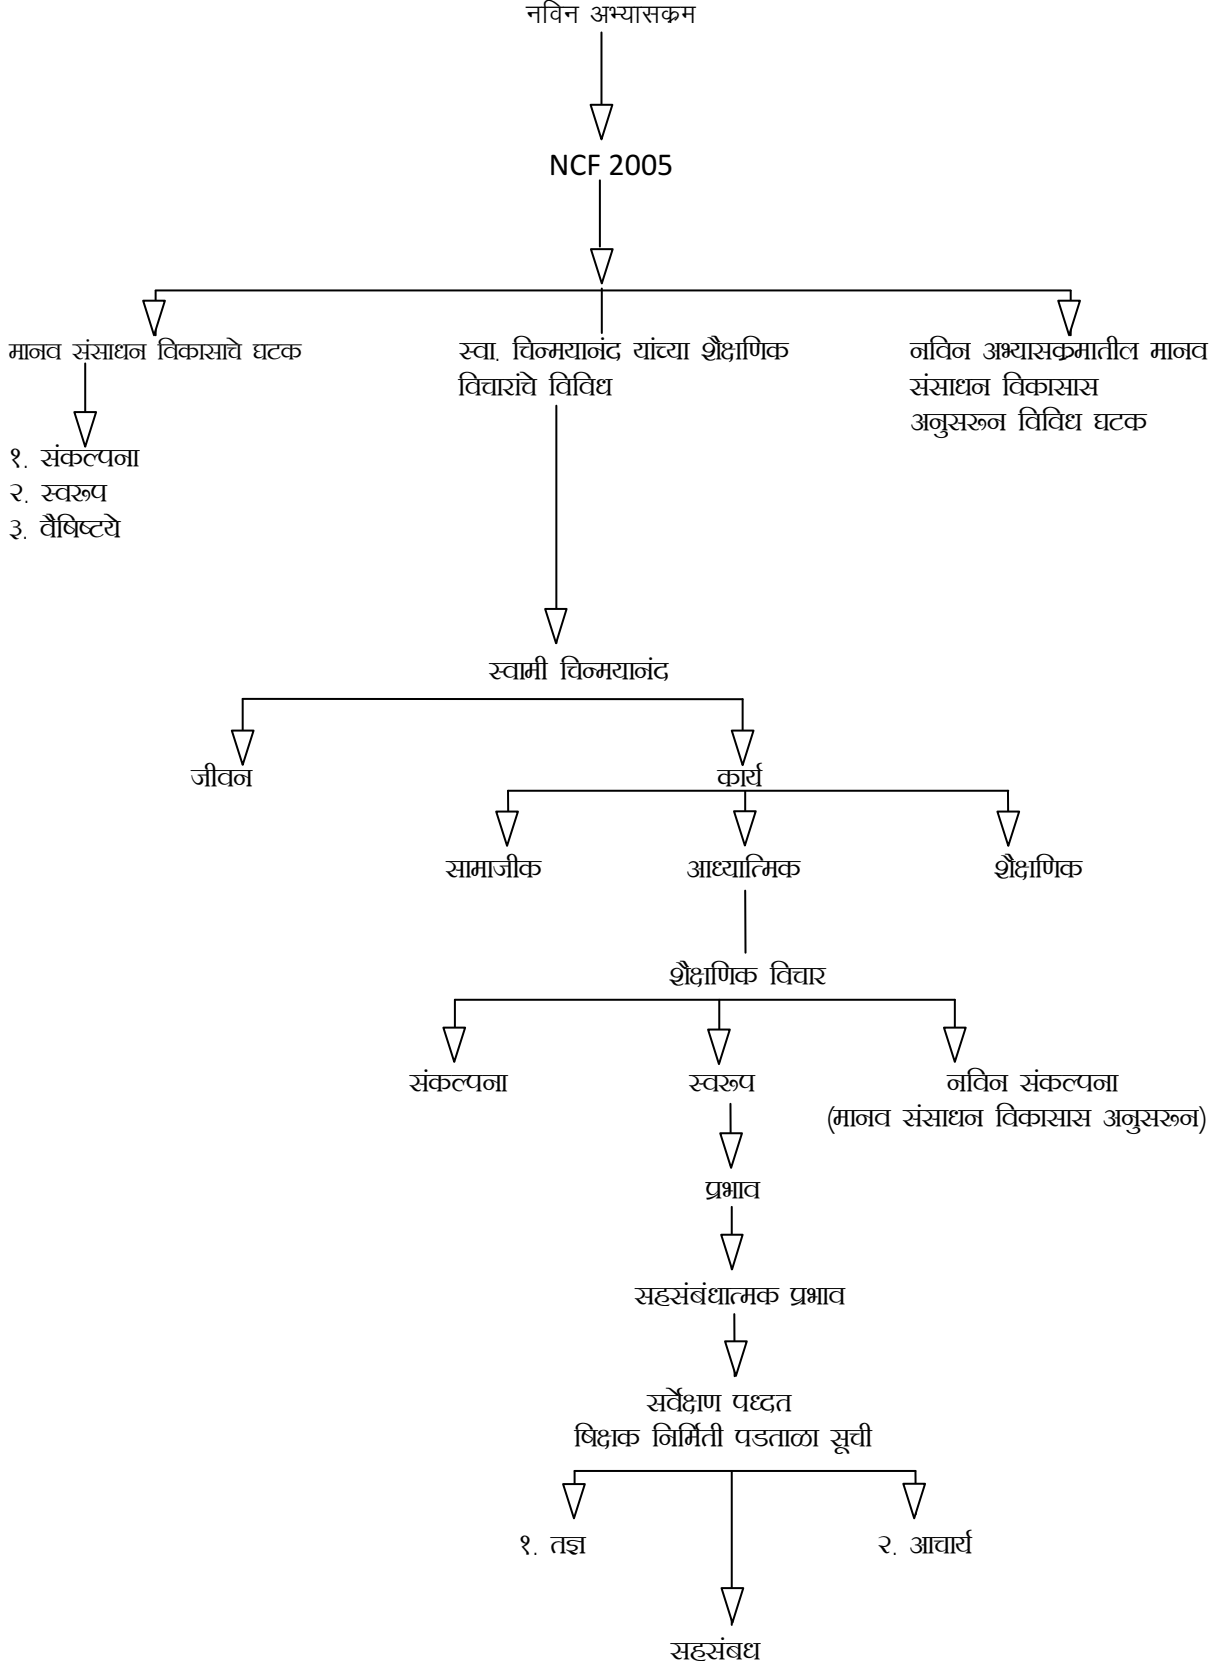 नविन अभ्यासक्रम
NCF 2005
मानव संसाधन विकासाचे घटक
स्वा. चिन्मयानंद यांच्या शैक्षणिक
विचारांचे विविध
नविन अभ्यासक्रमातील मानव
संसाधन विकासास
अनुसरून विविध घटक
१. संकल्पना
२. स्वरूप
३. वैषिष्टये
स्वामी चिन्मयानंद
जीवन
कार्य
सामाजीक
आध्यात्मिक
शैक्षणिक
शैक्षणिक विचार
संकल्पना
स्वरूप
नविन संकल्पना
(मानव संसाधन विकासास अनुसरून)
प्रभाव
सहसंबंधात्मक प्रभाव
सर्वेक्षण पध्दत
षिक्षक निर्मिती पडताळा सूची
१. तज्ञ
२. आचार्य
सहसंबध